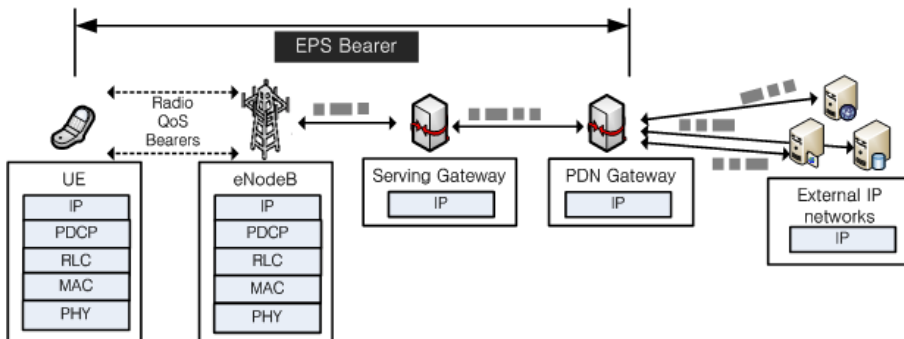 EPS Bearer
Radio
QoS
Bearers
UE
IP
PDCP
RLC
MAC
PHY
eNodeB
IP
PDCP
RLC
MAC
PHY
Serving Gateway
IP
PDN Gateway
IP
External IP
networks
IP